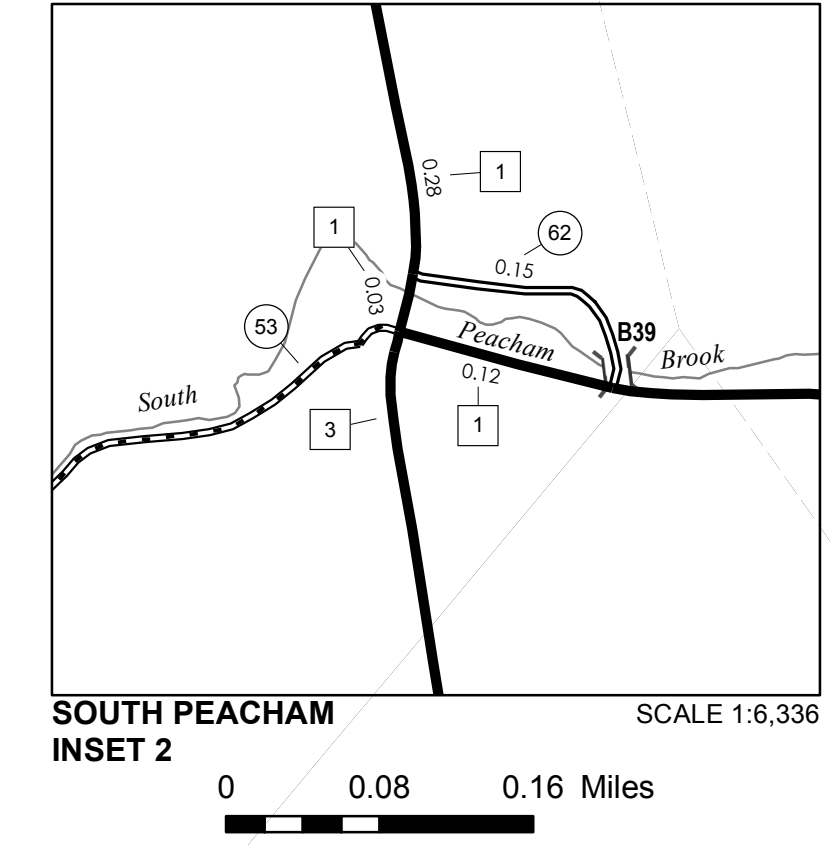 0.28
1
1
62
0.15
0.03
53
B39
Peacham
Brook
0.12
South
3
1
SOUTH PEACHAM
INSET 2
SCALE 1:6,336
0 0.08 0.16 Miles